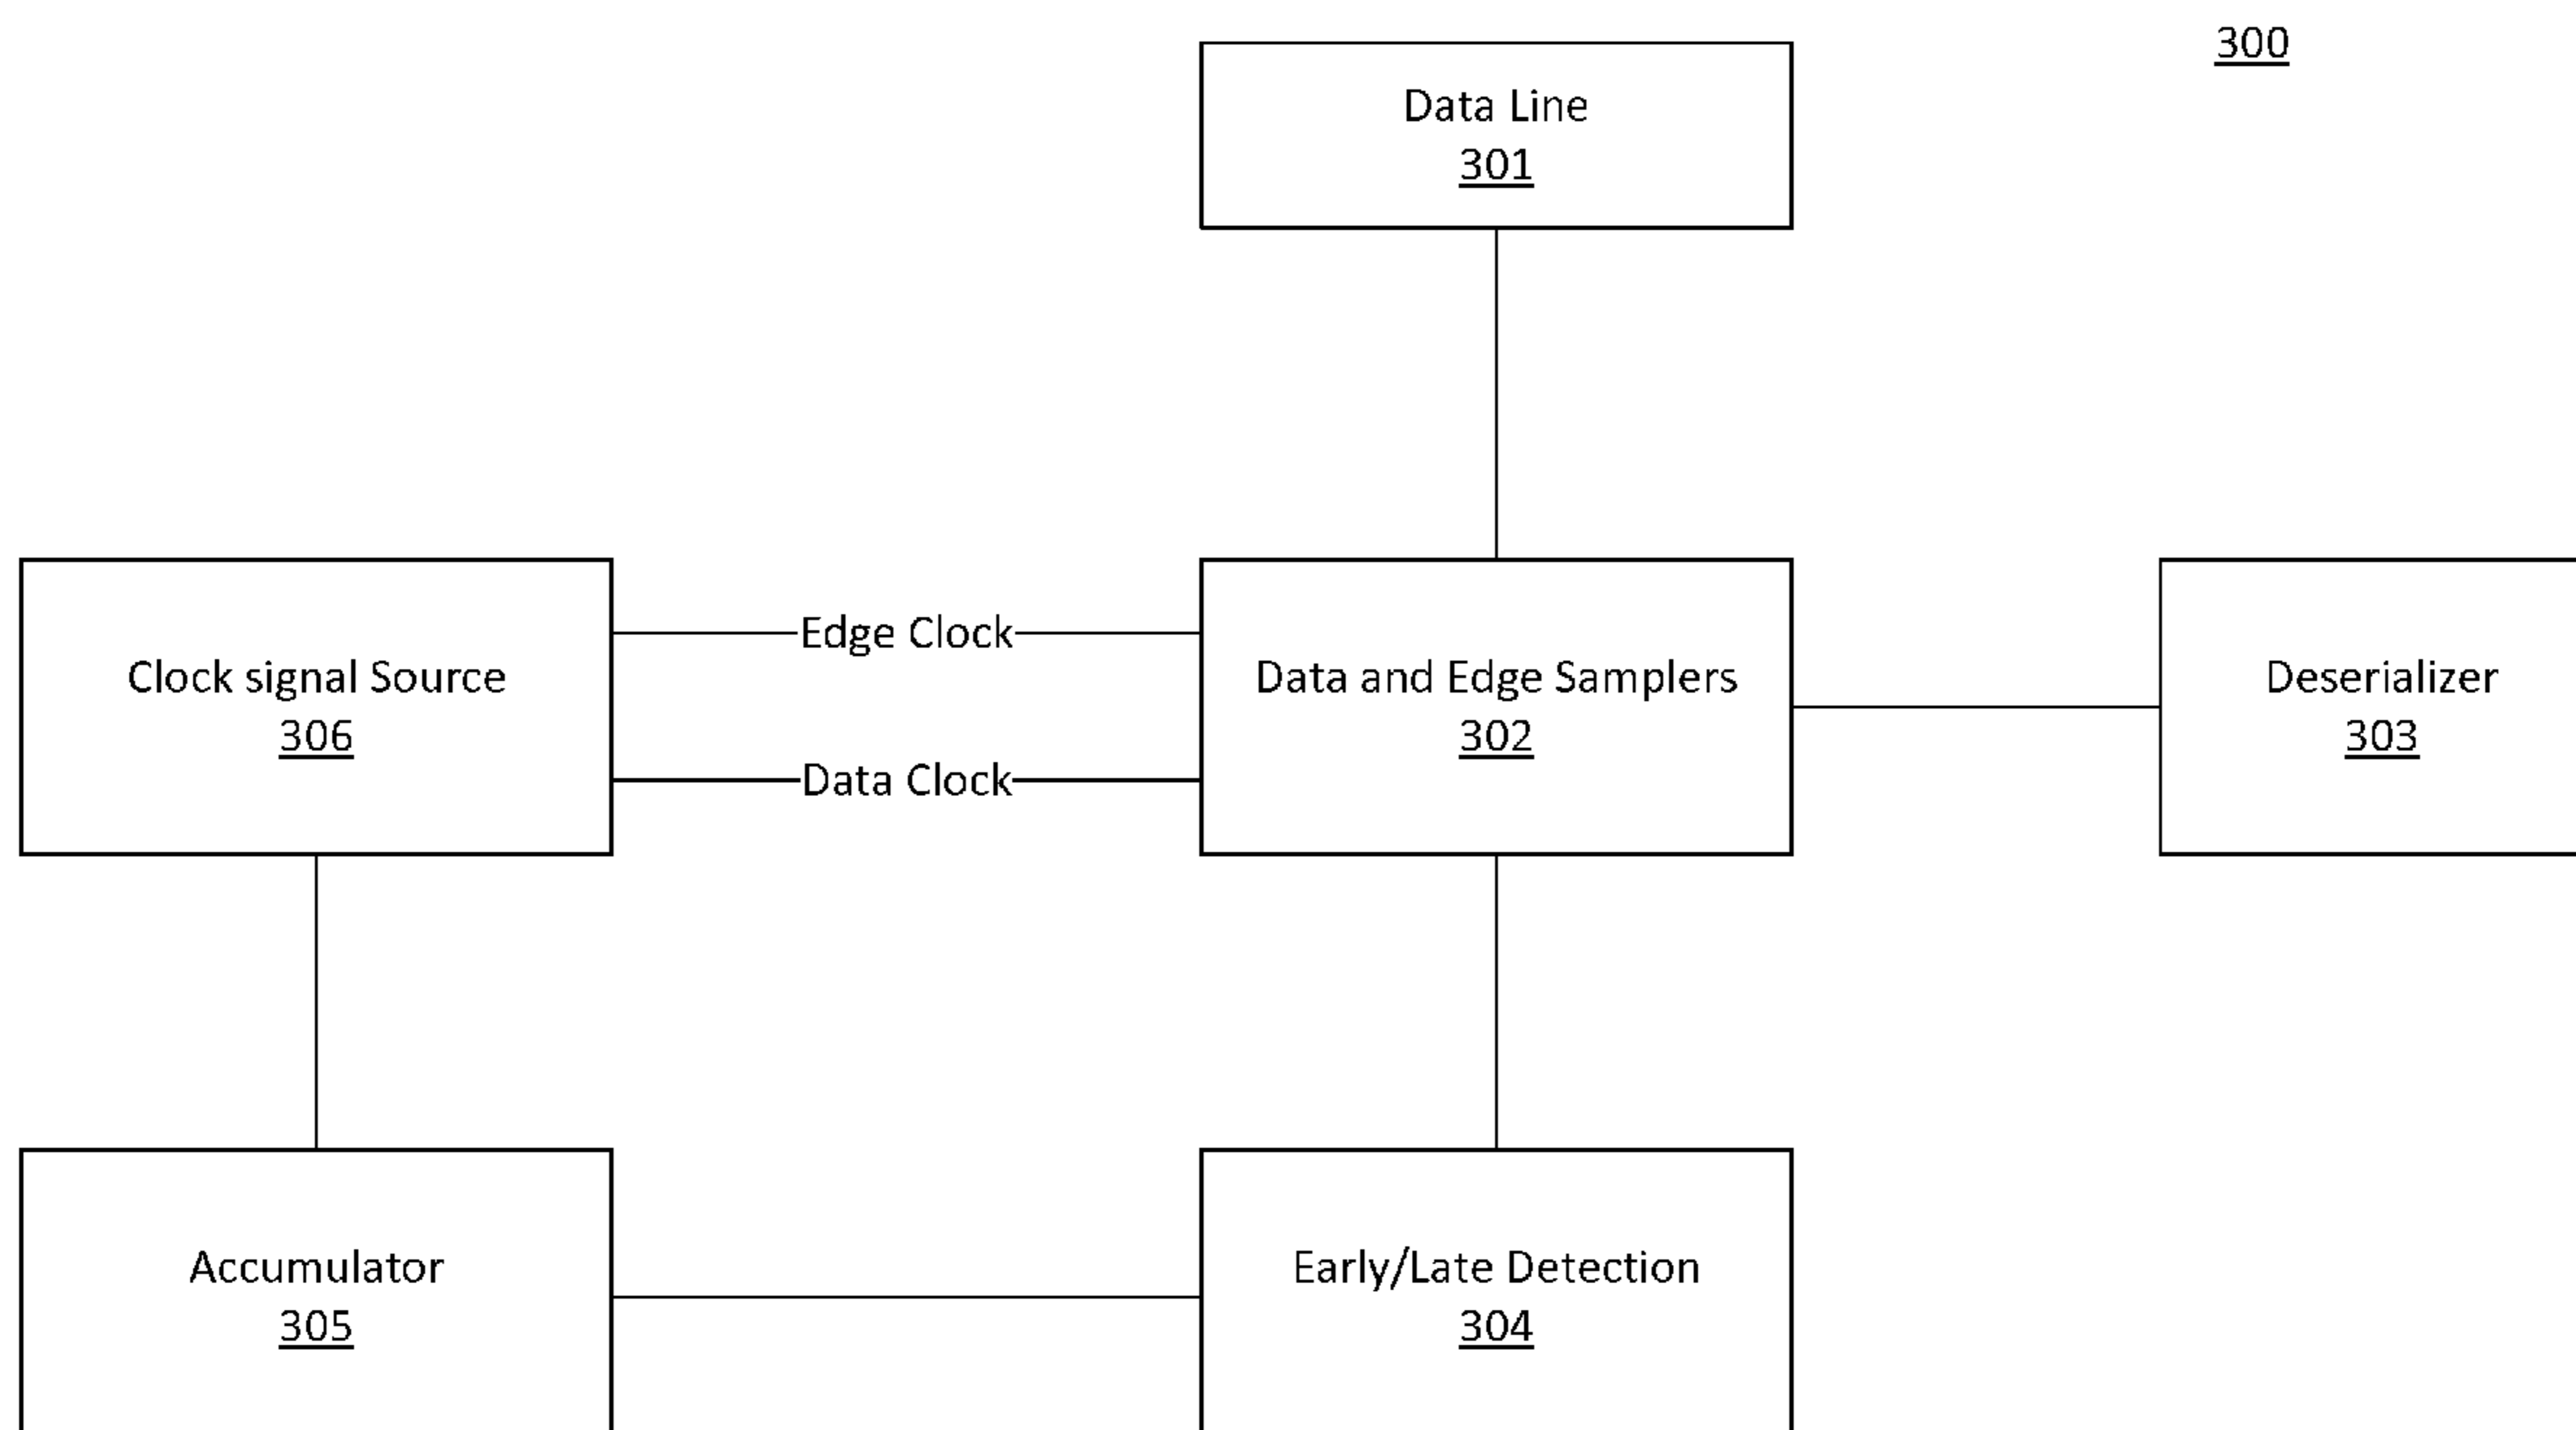 300
Data Line
301
Edge Clock
Clock signal Source
306
Data and Edge Samplers
302
Deserializer
303
Data Clock
Accumulator
305
Early/Late Detection
304